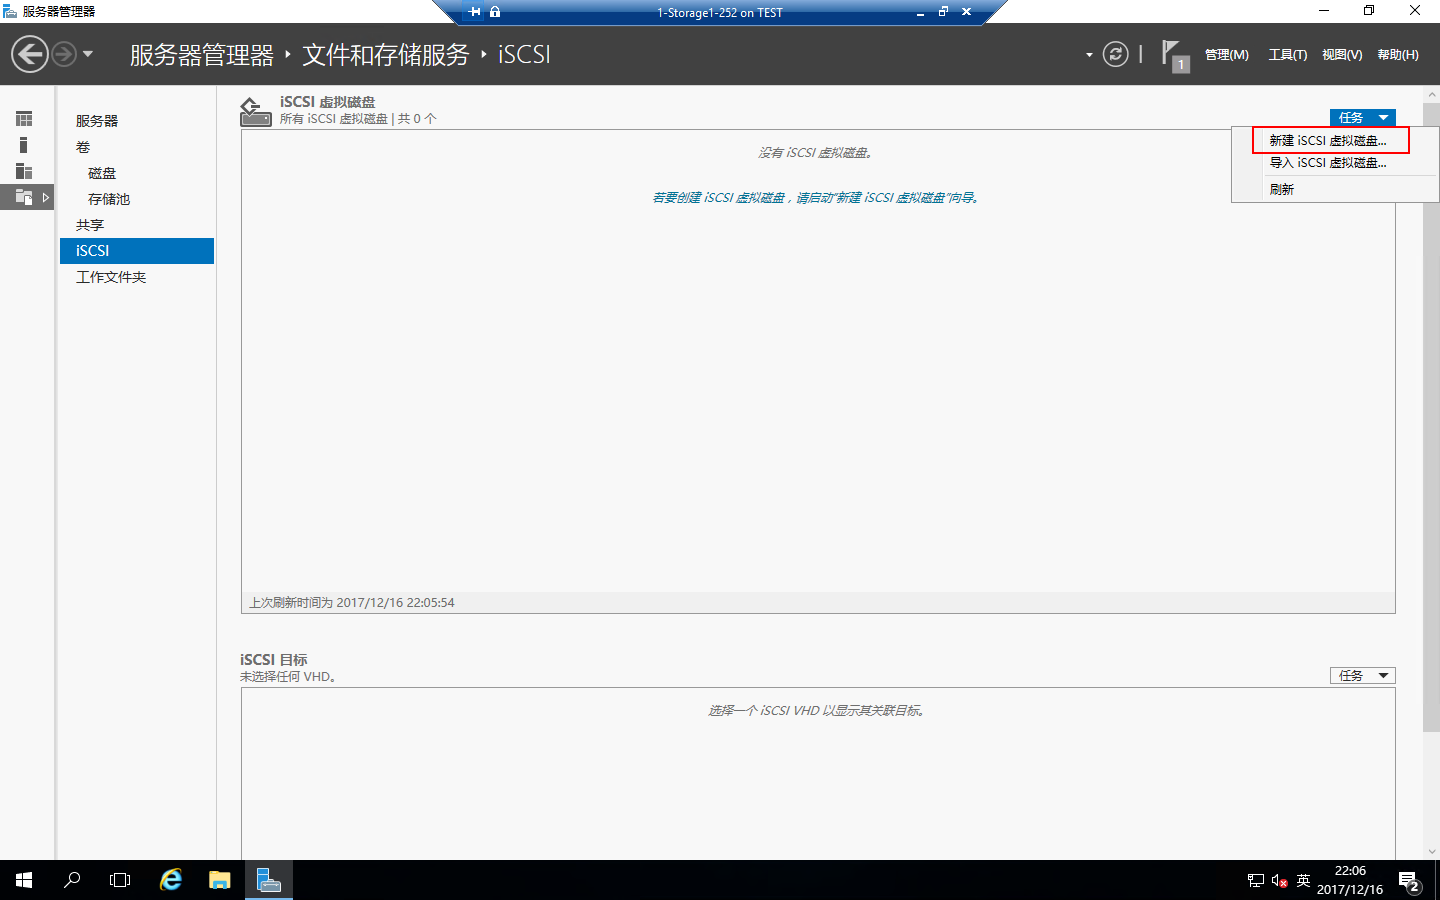 服务器管理器
1-Storage1-252 on TEST
服务器管理器 ‣ 文件和存储服务 ‣ iSCSI
1
管理(M) 工具(T) 视图(V) 帮助(H)
服务器
卷
磁盘
存储池
共享
iSCSI
工作文件夹
iSCSI 虚拟磁盘
所有 iSCSI 虚拟磁盘 | 共 0 个
任务
新建 iSCSI 虚拟磁盘...
导入 iSCSI 虚拟磁盘...
刷新
没有 iSCSI 虚拟磁盘。
若要创建 iSCSI 虚拟磁盘，请启动"新建 iSCSI 虚拟磁盘"向导。
上次刷新时间为 2017/12/16 22:05:54
iSCSI 目标
未选择任何 VHD。
任务
选择一个 iSCSI VHD 以显示其关联目标。
英
22:06
2017/12/16
2